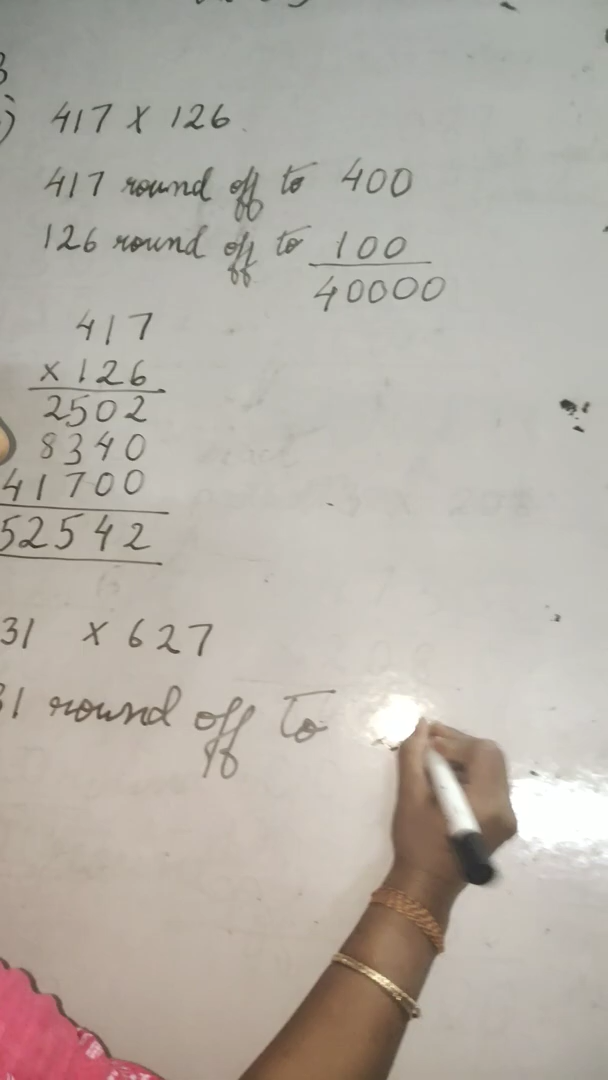 417 x 126
417 round off to 400
126 round off to 100
40000
417
x 126
2502
8340
41700
52542
31 x 627
31 round off to